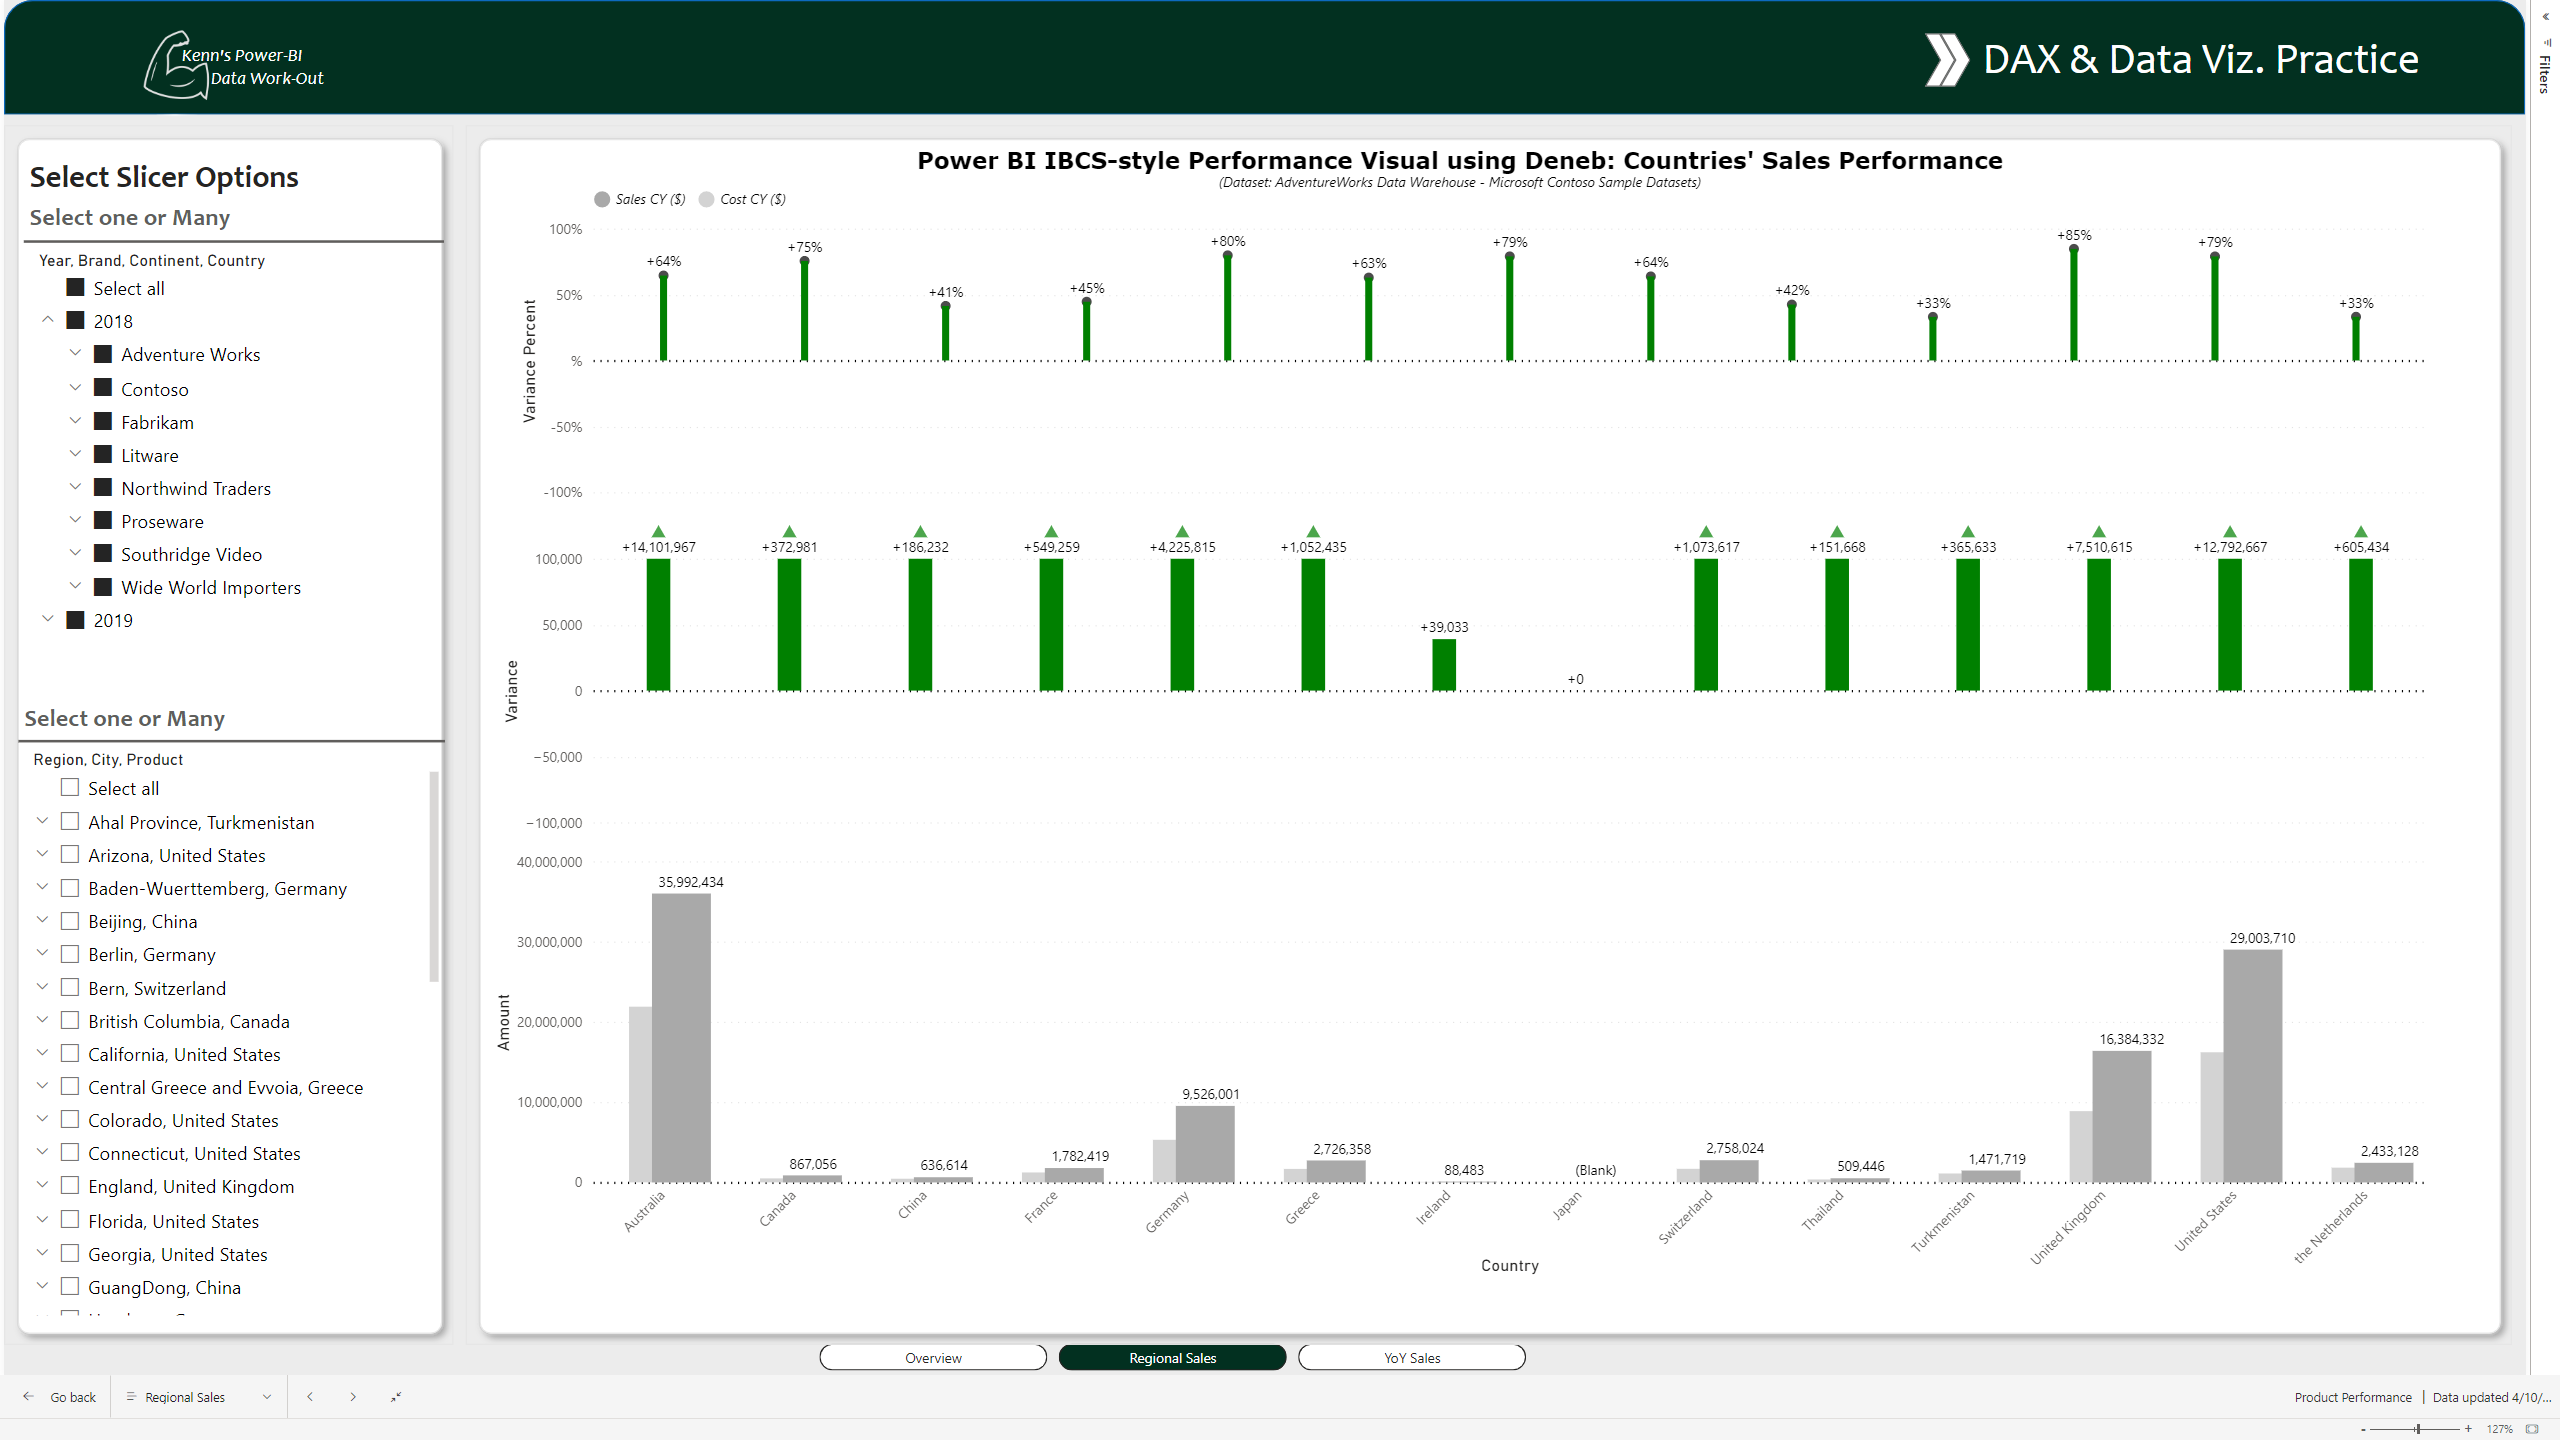 Kenn's Power-BI
Data Work-Out
DAX & Data Viz. Practice
Filters
Select Slicer Options
Select one or Many
Year, Brand, Continent, Country
Select all
2018
Adventure Works
Contoso
Fabrikam
Litware
Northwind Traders
Proseware
Southridge Video
Wide World Importers
2019
Select one or Many
Region, City, Product
Select all
Ahal Province, Turkmenistan
Arizona, United States
Baden-Wuerttemberg, Germany
Beijing, China
Berlin, Germany
Bern, Switzerland
British Columbia, Canada
California, United States
Central Greece and Evvoia, Greece
Colorado, United States
Connecticut, United States
England, United Kingdom
Florida, United States
Georgia, United States
GuangDong, China
Power BI IBCS-style Performance Visual using Deneb: Countries' Sales Performance
(Dataset: AdventureWorks Data Warehouse - Microsoft Contoso Sample Datasets)
Sales CY ($) Cost CY ($)
Variance Percent
100%
50%
%
-50%
-100%
+64% +75% +41% +45% +80% +63% +79% +64% +42% +33% +85% +79% +33%
Variance
100,000
50,000
0
−50,000
−100,000
+14,101,967 +372,981 +186,232 +549,259 +4,225,815 +1,052,435 +39,033 +0 +1,073,617 +151,668 +365,633 +7,510,615 +12,792,667 +605,434
Amount
40,000,000
30,000,000
20,000,000
10,000,000
0
35,992,434 867,056 636,614 1,782,419 9,526,001 2,726,358 88,483 (Blank) 2,758,024 509,446 1,471,719 16,384,332 29,003,710 2,433,128
Australia Canada China France Germany Greece Ireland Japan Switzerland Thailand Turkmenistan United Kingdom United States the Netherlands
Country
Overview Regional Sales YoY Sales
Go back Regional Sales
Product Performance | Data updated 4/10/...
- + 127%